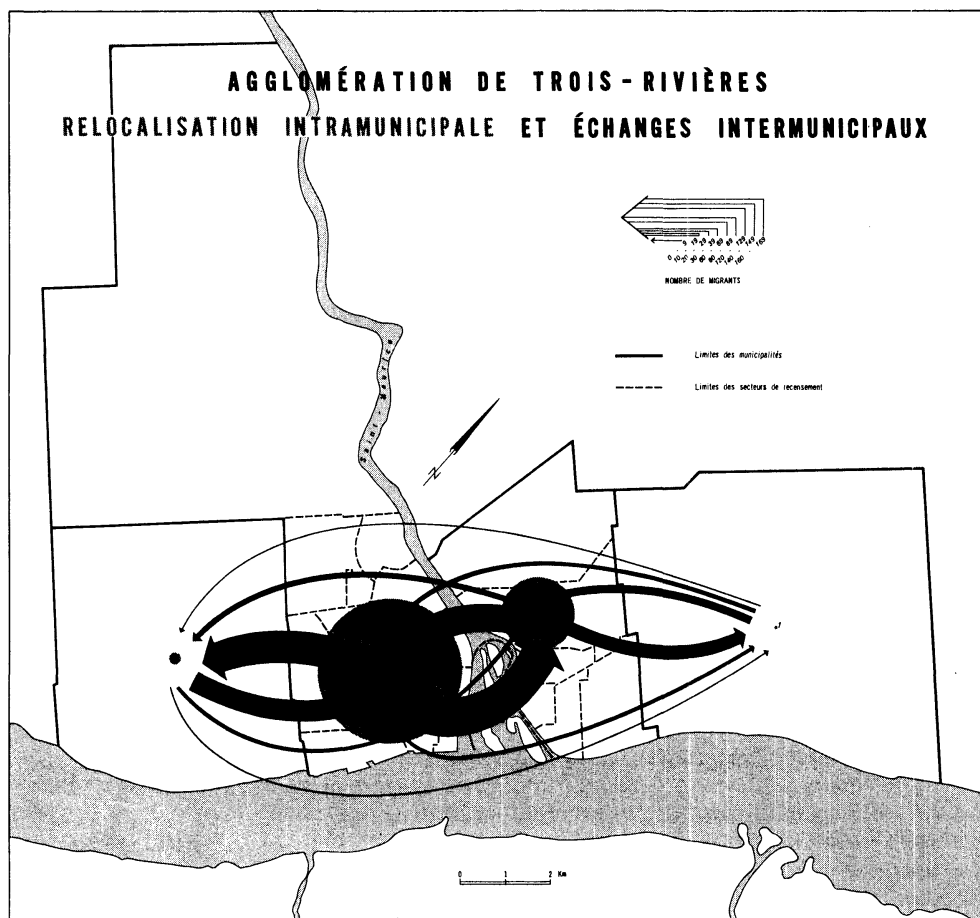 AGGLOMÉRATION DE TROIS-RIVIÈRES
RELOCALISATION INTRAMUNICIPALE ET ÉCHANGES INTERMUNICIPAUX
NOMBRE DE MIGRANTS
Limites des municipalités
Limites des secteurs de recensement
Saint-Maurice
N
0 1 2 Km